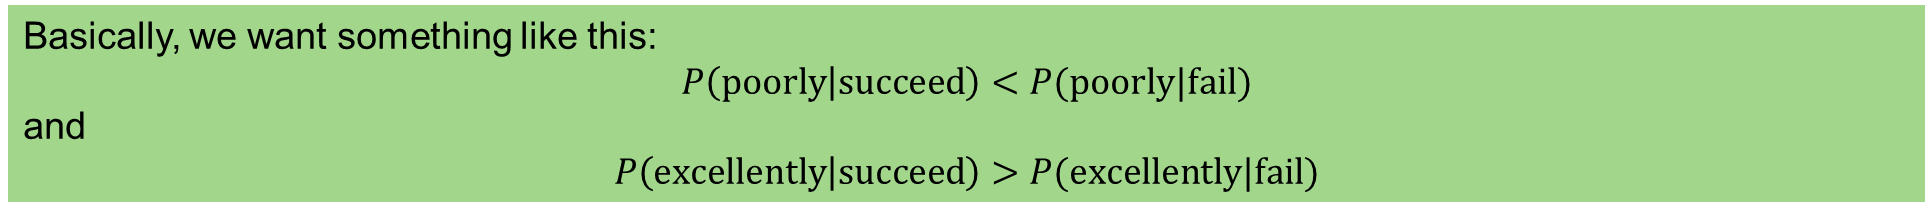 Basically, we want something like this:
P(poorly|succeed) < P(poorly|fail)
and
P(excellently|succeed) > P(excellently|fail)